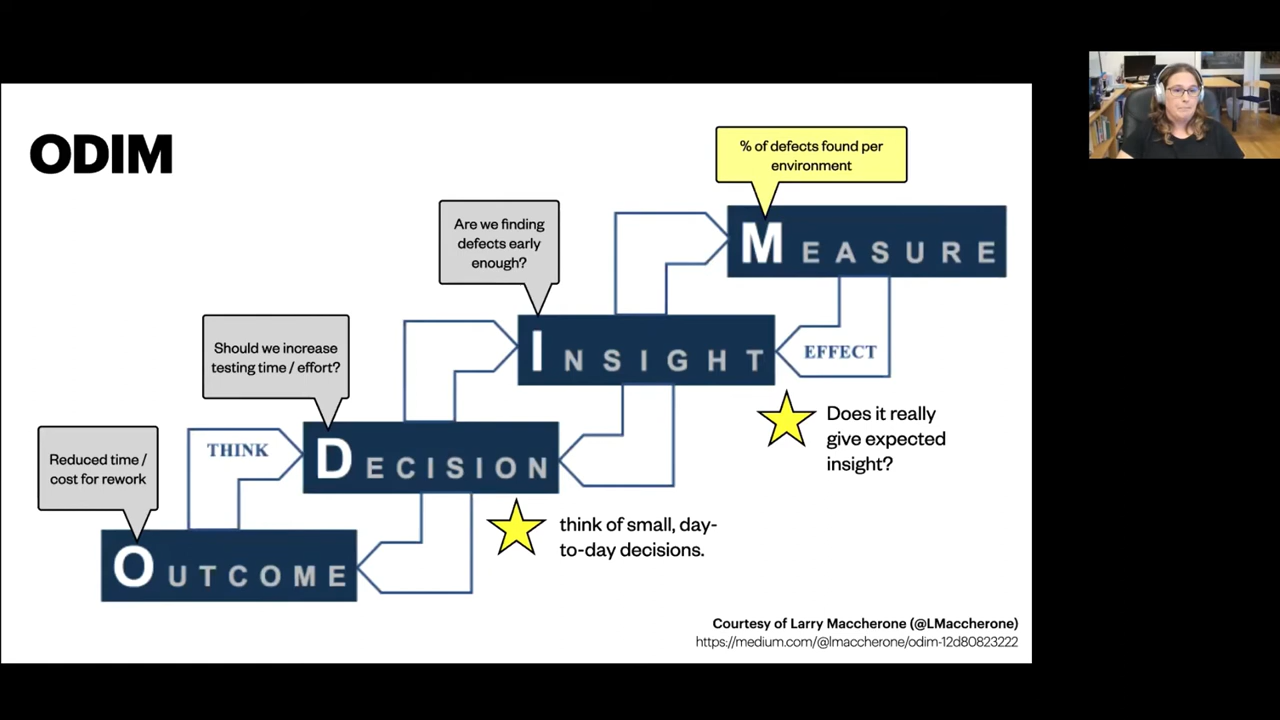 ODIM
% of defects found per
environment
MEASURE
Are we finding
defects early
enough?
INSIGHT
EFFECT
Does it really
give expected
insight?
Should we increase
testing time / effort?
THINK
DECISION
think of small, day-
to-day decisions.
Reduced time /
cost for rework
OUTCOME
Courtesy of Larry Maccherone (@LMaccherone)
https://medium.com/@lmaccherone/odim-12d80823222